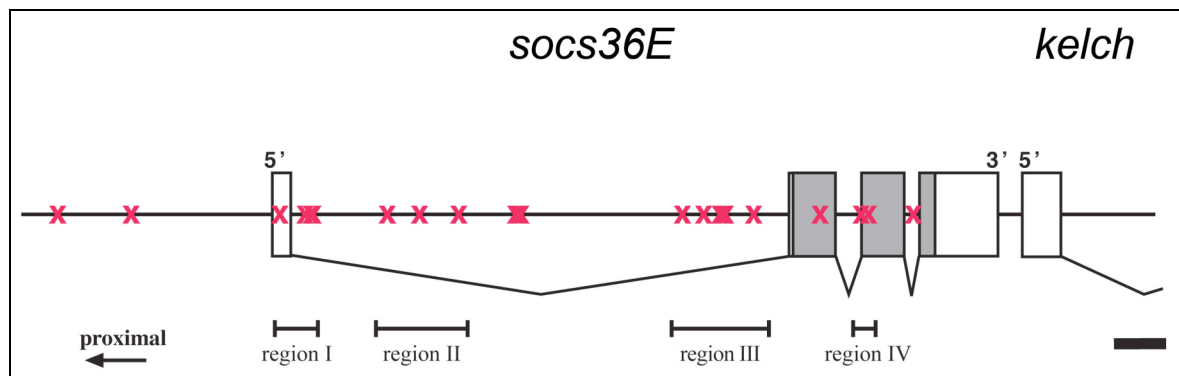 socs36E kelch
5' 3' 5'
X X X X X X X X X X X X X X X X X X X X X
proximal
region I region II region III region IV